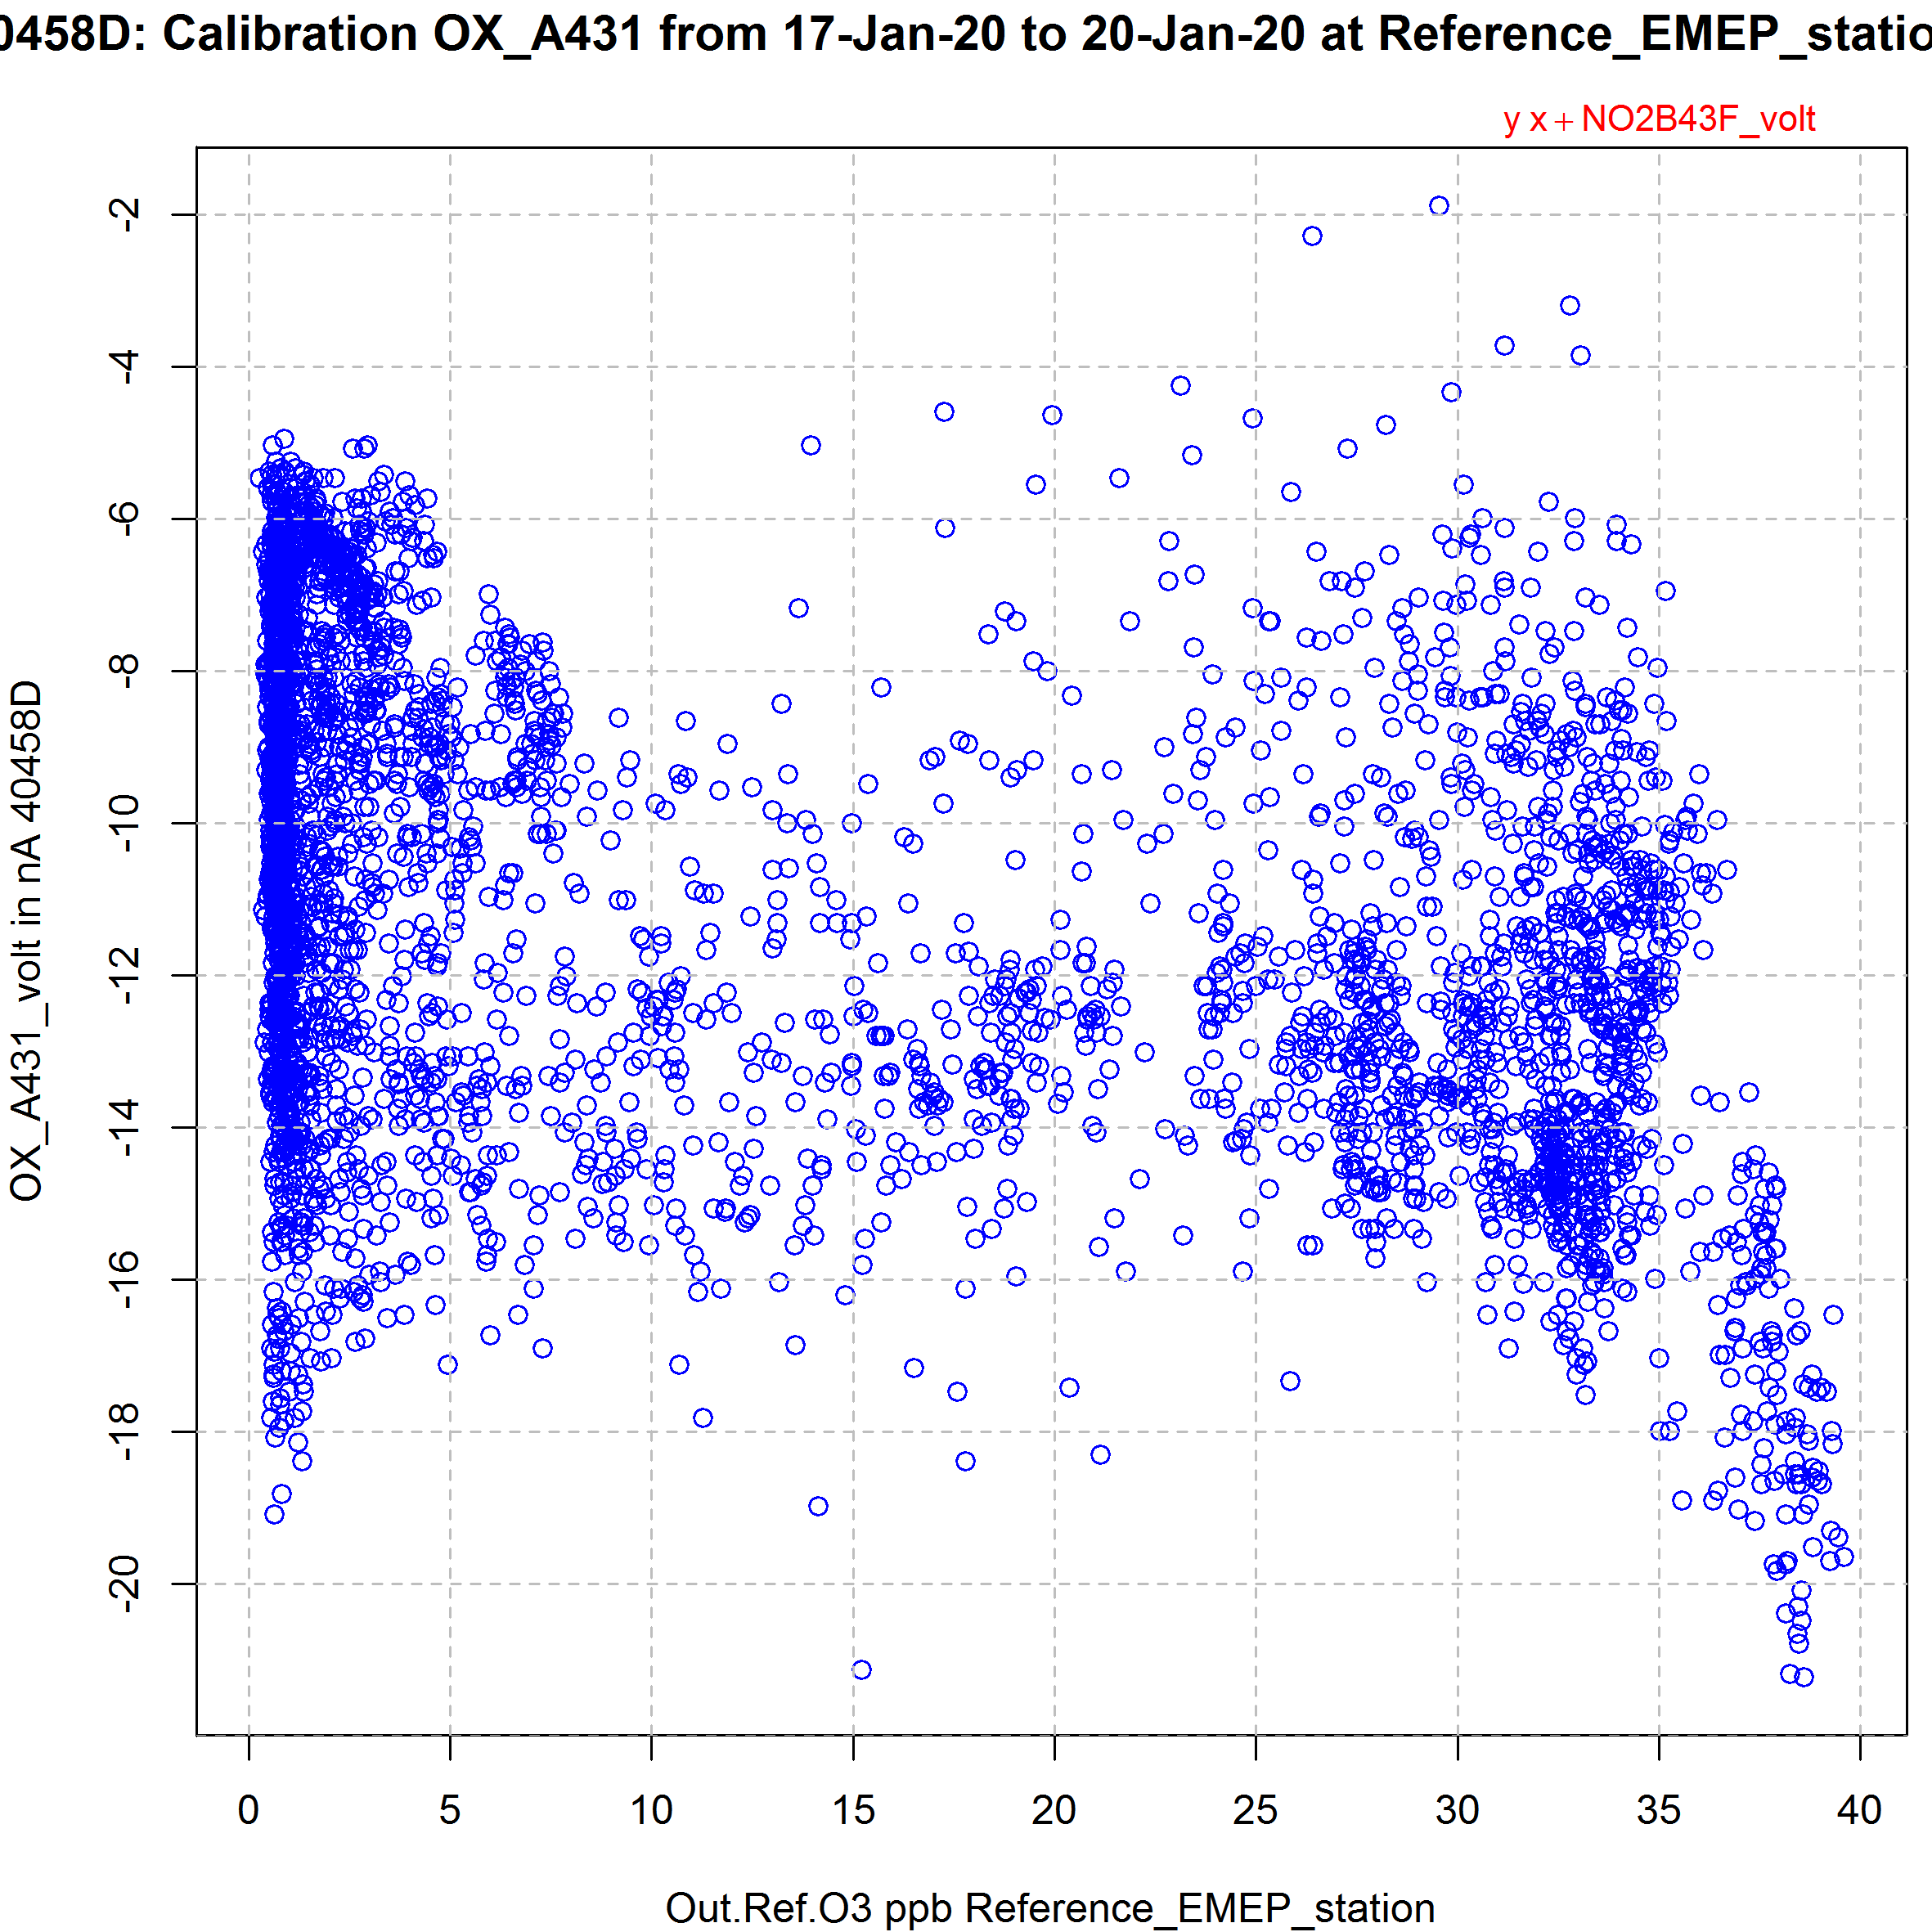 0458D: Calibration OX_A431 from 17-Jan-20 to 20-Jan-20 at Reference_EMEP_statio
y x + NO2B43F_volt
-2
-4
-6
-8
-10
-12
-14
-16
-18
-20
OX_A431_volt in nA 40458D
0 5 10 15 20 25 30 35 40
Out.Ref.O3 ppb Reference_EMEP_station